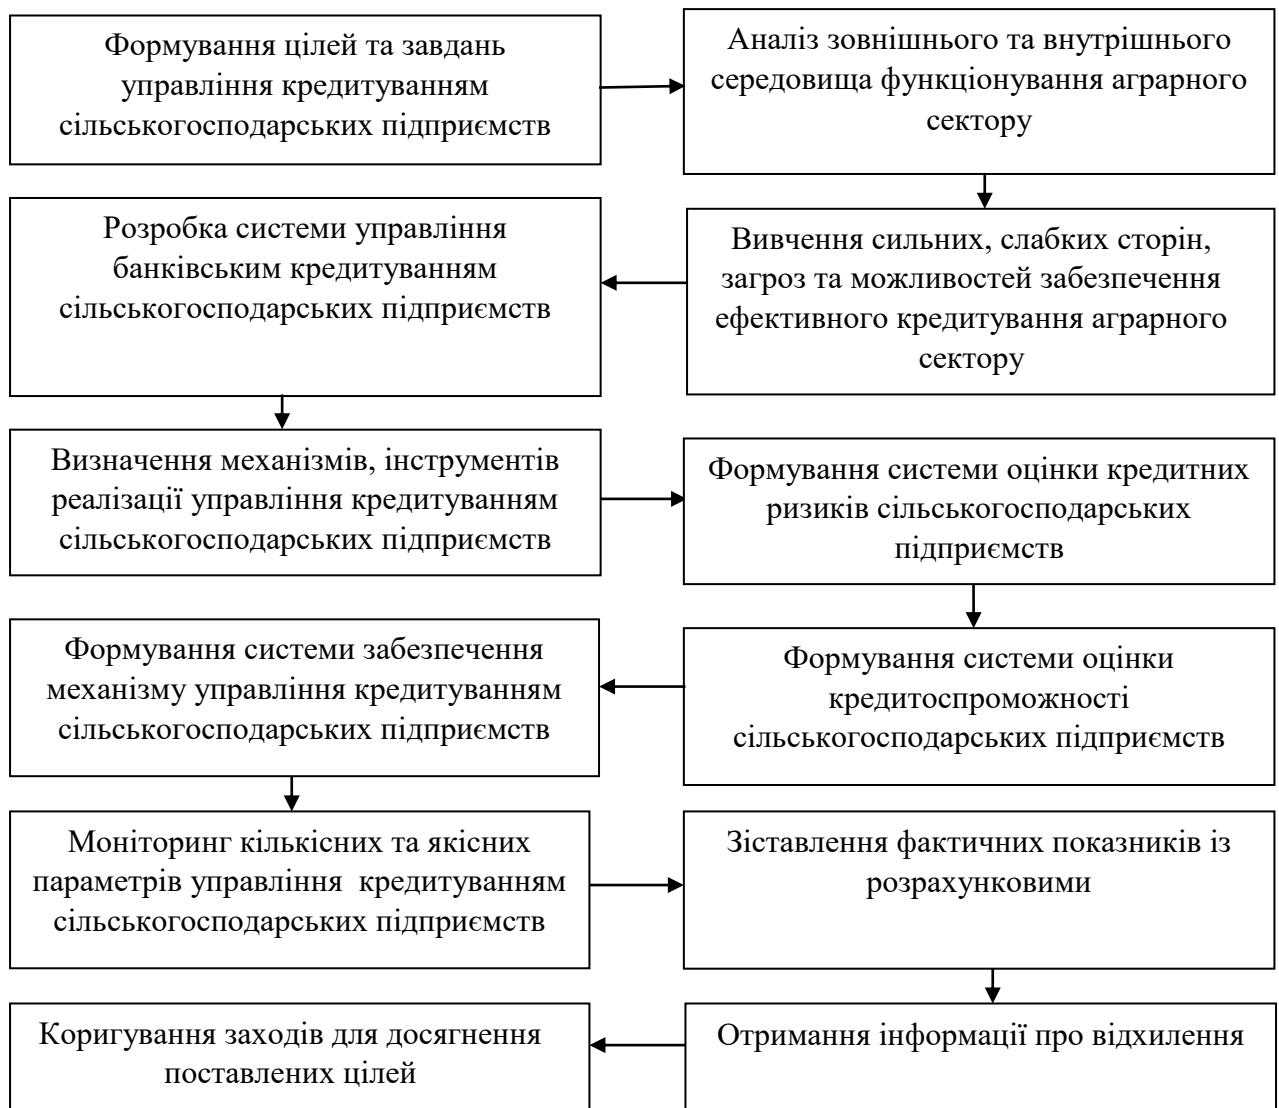 Формування цілей та завдань
управління кредитуванням
сільськогосподарських підприємств
Аналіз зовнішнього та внутрішнього
середовища функціонування аграрного
сектору
Вивчення сильних, слабких сторін,
загроз та можливостей забезпечення
ефективного кредитування аграрного
сектору
Розробка системи управління
банківським кредитуванням
сільськогосподарських підприємств
Визначення механізмів, інструментів
реалізації управління кредитуванням
сільськогосподарських підприємств
Формування системи оцінки кредитних
ризиків сільськогосподарських
підприємств
Формування системи оцінки
кредитоспроможності
сільськогосподарських підприємств
Формування системи забезпечення
механізму управління кредитуванням
сільськогосподарських підприємств
Моніторинг кількісних та якісних
параметрів управління кредитуванням
сільськогосподарських підприємств
Зіставлення фактичних показників із
розрахунковими
Отримання інформації про відхилення
Коригування заходів для досягнення
поставлених цілей